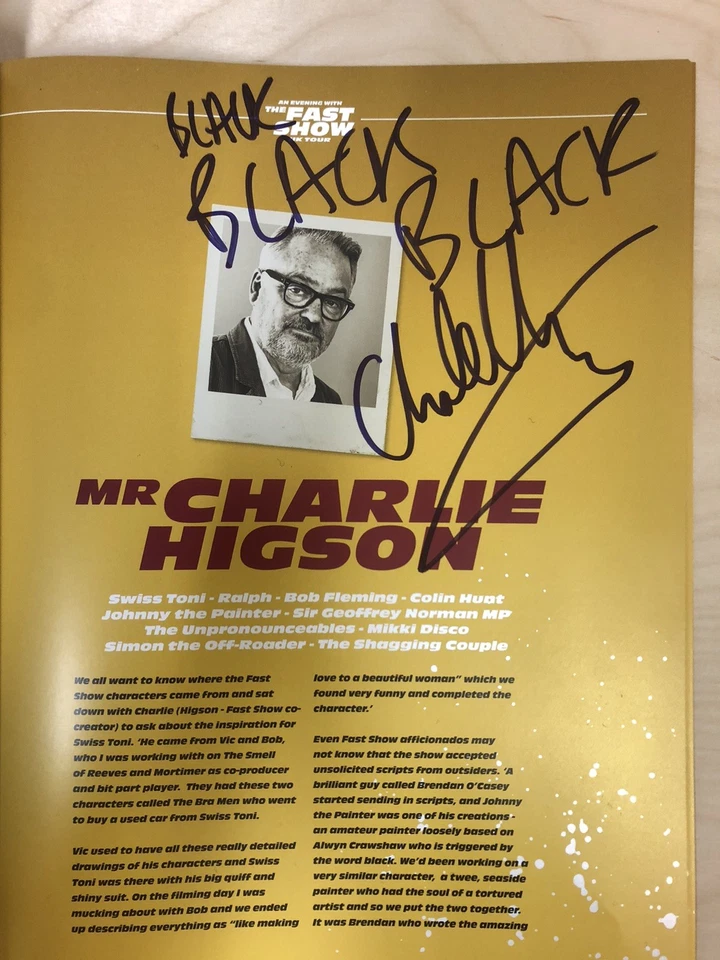 AN EVENING WITH
THE FAST
SHOW
UK TOUR
BLACK
BLACK
BLACK
MR CHARLIE
HIGSON
Swiss Toni - Ralph - Bob Fleming - Colin Hunt
Johnny the Painter - Sir Geoffrey Norman MP
The Unpronounceables - Mikki Disco
Simon the Off-Roader - The Shagging Couple
We all want to know where the Fast
Show characters came from and sat
down with Charlie (Higson - Fast Show co-
creator) to ask about the inspiration for
Swiss Toni. ‘He came from Vic and Bob,
who I was working with on The Smell
of Reeves and Mortimer as co-producer
and bit part player. They had these two
characters called The Bra Men who went
to buy a used car from Swiss Toni.
Vic used to have all these really detailed
drawings of his characters and Swiss
Toni was there with his big quiff and
shiny suit. On the filming day I was
mucking about with Bob and we ended
up describing everything as “like making
love to a beautiful woman” which we
found very funny and completed the
character.’
Even Fast Show afficionados may
not know that the show accepted
unsolicited scripts from outsiders. ‘A
brilliant guy called Brendan O’Casey
started sending in scripts, and Johnny
the Painter was one of his creations -
an amateur painter loosely based on
Alwyn Crawshaw who is triggered by
the word black. We’d been working on a
very similar character, a twee, seaside
painter who had the soul of a tortured
artist and so we put the two together.
It was Brendan who wrote the amazing